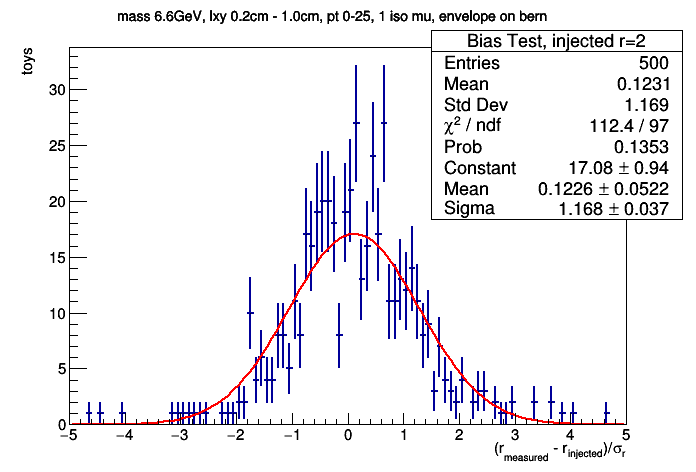 mass 6.6GeV, lxy 0.2cm - 1.0cm, pt 0-25, 1 iso mu, envelope on bern
Bias Test, injected r=2
Entries 500
Mean 0.1231
Std Dev 1.169
χ² / ndf 112.4 / 97
Prob 0.1353
Constant 17.08 ± 0.94
Mean 0.1226 ± 0.0522
Sigma 1.168 ± 0.037
toys
30
25
20
15
10
5
0
−5 −4 −3 −2 −1 0 1 2 3 4 5
(r_measured - r_injected)/σ_r